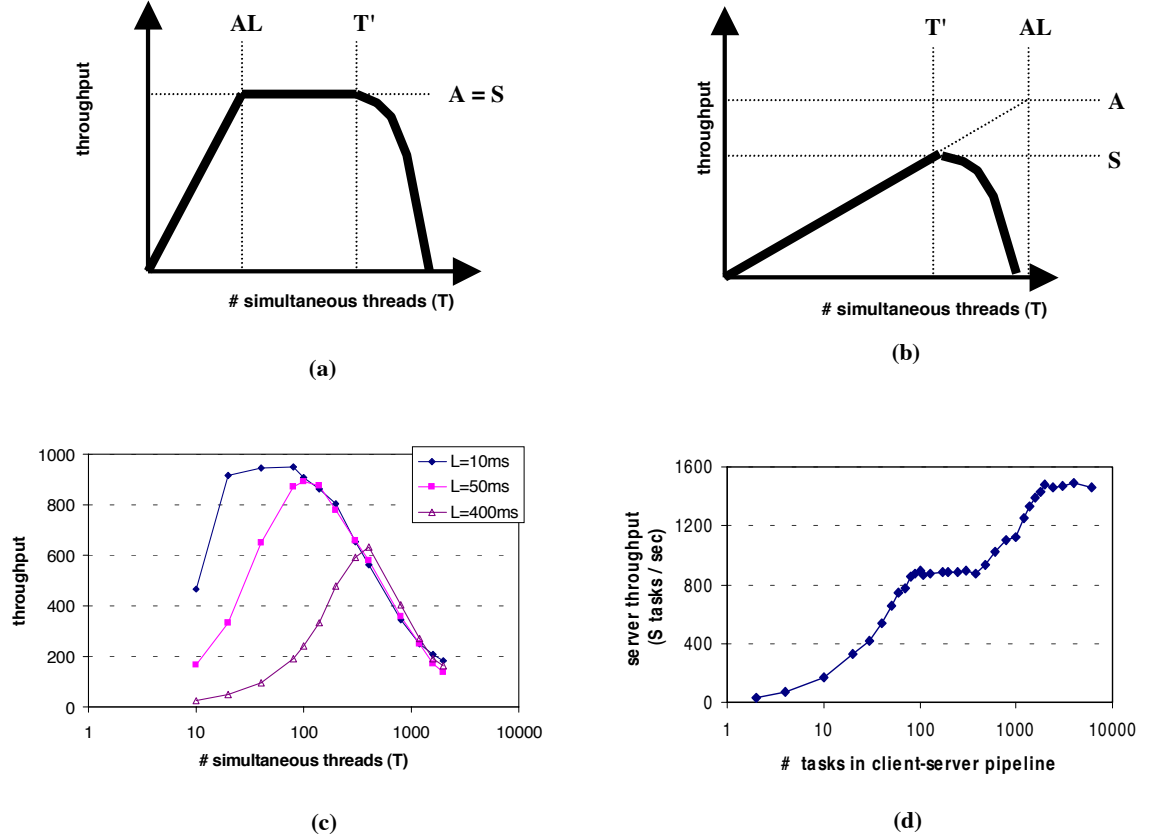 AL T'
throughput
A = S
# simultaneous threads (T)
(a)
T' AL
throughput
A
S
# simultaneous threads (T)
(b)
1000
800
600
400
200
0
throughput
L=10ms
L=50ms
L=400ms
1 10 100 1000 10000
# simultaneous threads (T)
(c)
1600
1200
800
400
0
server throughput
(S tasks / sec)
1 10 100 1000 10000
# tasks in client-server pipeline
(d)